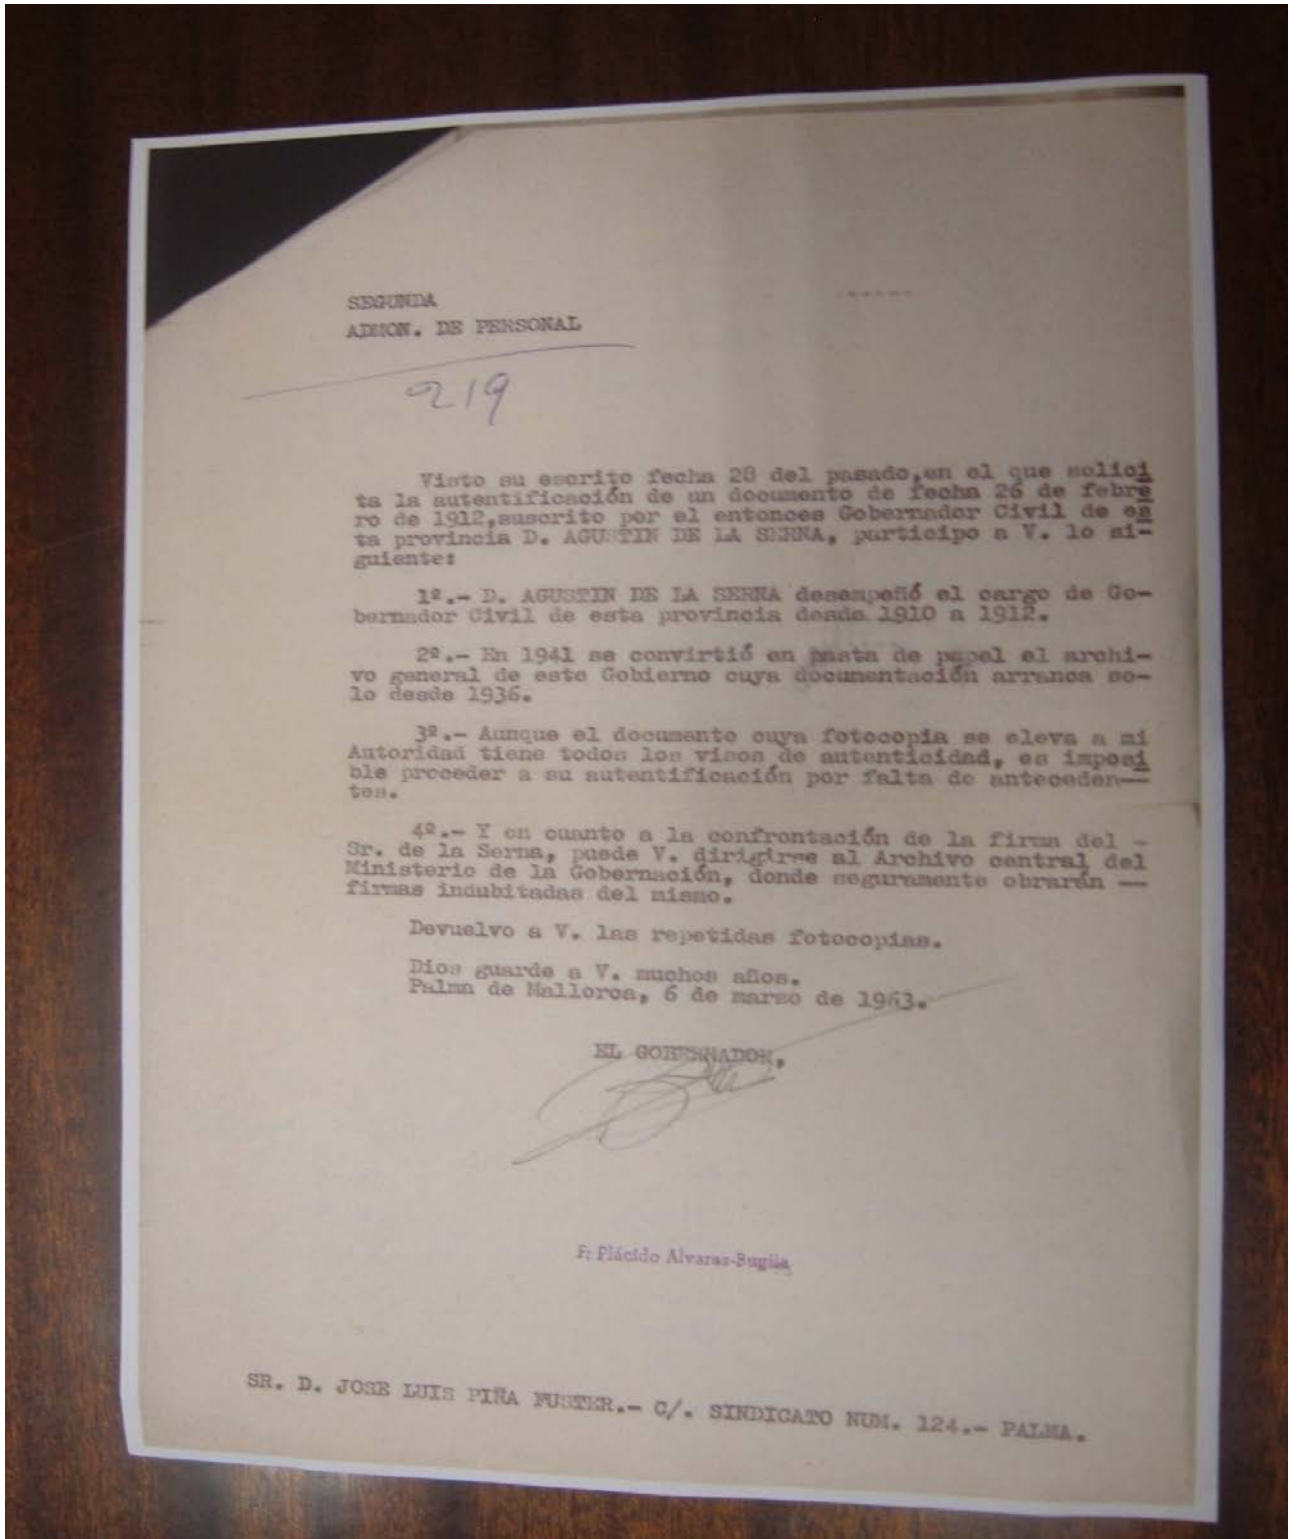 SEGUNDA
ADMON. DE PERSONAL
219
Visto su escrito fecha 28 del pasado,en el que solici
ta la autentificación de un documento de fecha 26 de febre
ro de 1912,suscrito por el entonces Gobernador Civil de es
ta provincia D. AGUSTIN DE LA SERNA, participo a V. lo si-
guiente:
1º.- D. AGUSTIN DE LA SERNA desempeñó el cargo de Go-
bernador Civil de esta provincia desde 1910 a 1912.
2º.- En 1941 se convirtió en pasta de papel el archi-
vo general de este Gobierno cuya documentación arranca so-
lo desde 1936.
3º.- Aunque el documento cuya fotocopia se eleva a mi
Autoridad tiene todos los visos de autenticidad, es imposi
ble proceder a su autentificación por falta de anteceden--
tes.
4º.- Y en cuanto a la confrontación de la firma del -
Sr. de la Serna, puede V. dirigirse al Archivo central del
Ministerio de la Gobernación, donde seguramente obrarán --
firmas indubitadas del mismo.
Devuelvo a V. las repetidas fotocopias.
Dios guarde a V. muchos años.
Palma de Mallorca, 6 de marzo de 1963.
EL GOBERNADOR,
F: Plácido Alvarez-Buylla
SR. D. JOSE LUIS PIÑA FUSTER.- C/. SINDICATO NUM. 124.- PALMA.